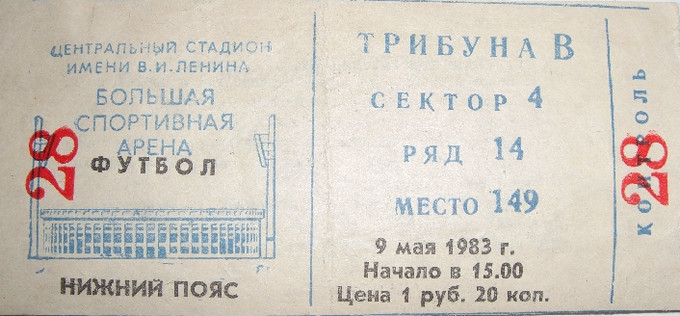 ЦЕНТРАЛЬНЫЙ СТАДИОН
ИМЕНИ В.И.ЛЕНИНА
БОЛЬШАЯ
СПОРТИВНАЯ
АРЕНА
ФУТБОЛ
28
НИЖНИЙ ПОЯС
ТРИБУНА В
СЕКТОР 4
РЯД 14
МЕСТО 149
9 мая 1983 г.
Начало в 15.00
Цена 1 руб. 20 коп.
КОНТРОЛЬ
28